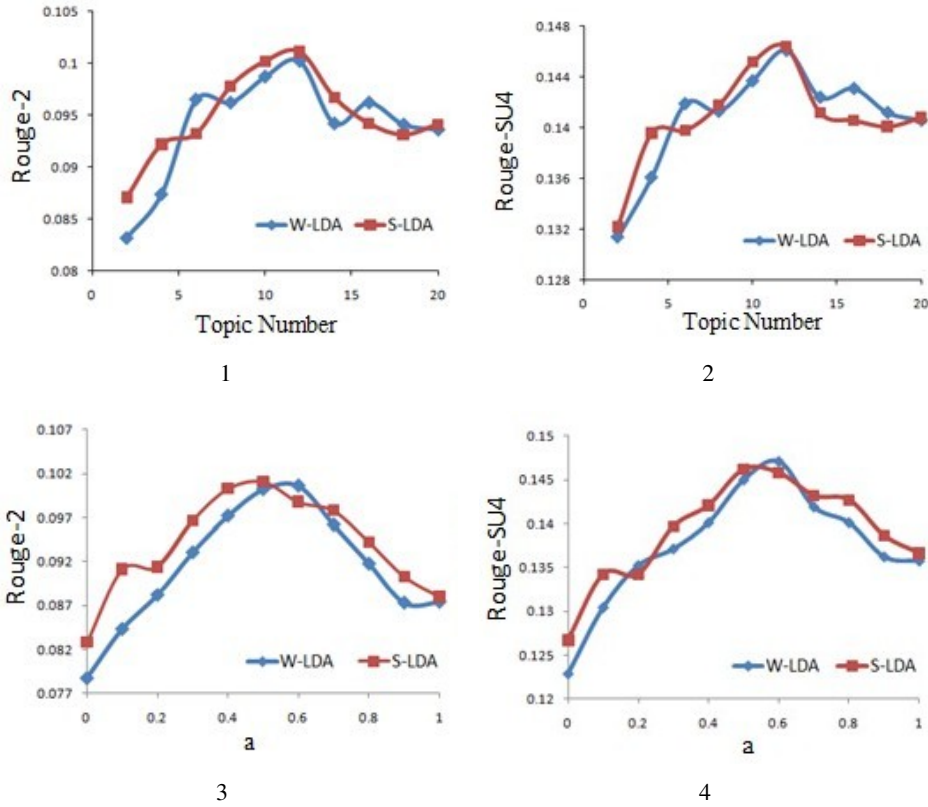 0.105
0.1
0.095
0.09
0.085
0.08
Rouge-2
W-LDA S-LDA
0 5 10 15 20
Topic Number
1
0.148
0.144
0.14
0.136
0.132
0.128
Rouge-SU4
W-LDA S-LDA
0 5 10 15 20
Topic Number
2
0.107
0.102
0.097
0.092
0.087
0.082
0.077
Rouge-2
W-LDA S-LDA
0 0.2 0.4 0.6 0.8 1
a
3
0.15
0.145
0.14
0.135
0.13
0.125
0.12
Rouge-SU4
W-LDA S-LDA
0 0.2 0.4 0.6 0.8 1
a
4